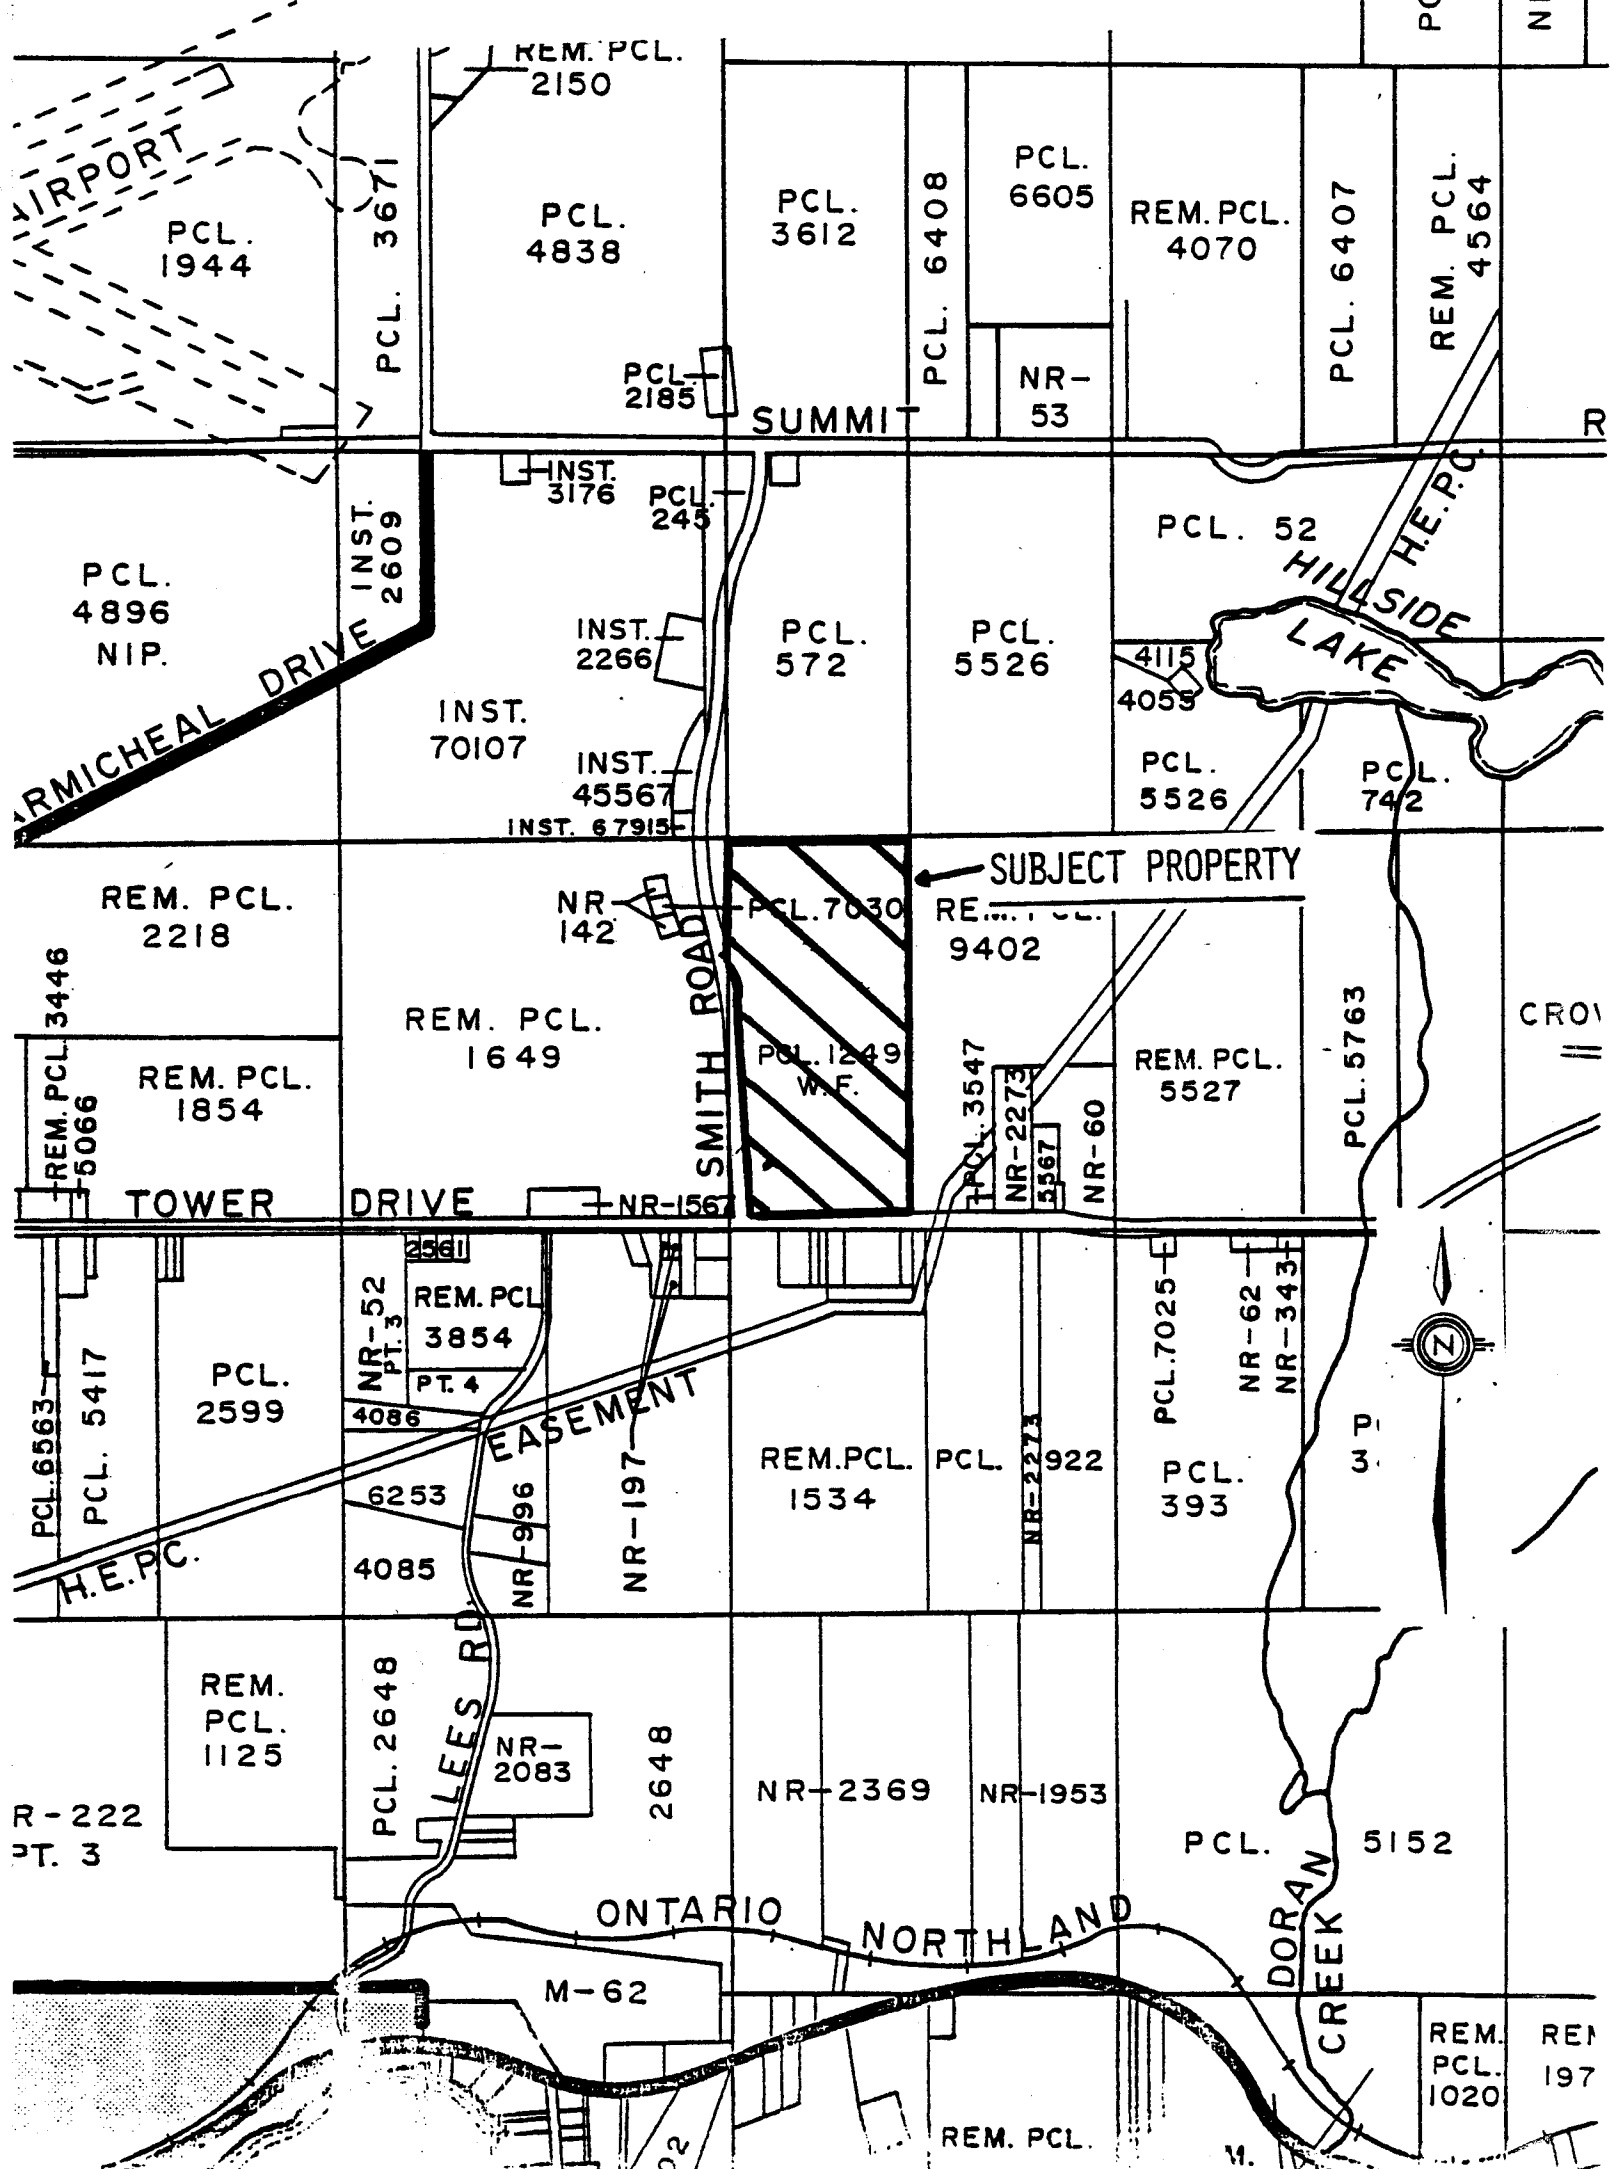 REM. PCL.
2150
AIRPORT
PCL.
1944
PCL. 3671
PCL.
4838
PCL.
3612
PCL. 6408
PCL.
6605
REM. PCL.
4070
PCL. 6407
REM. PCL.
4564
PCL.
2185
NR-
53
SUMMIT
R
INST.
3176
PCL.
245
INST.
2609
PCL.
4896
NIP.
PCL. 52
H.E.P.C.
HILLSIDE
LAKE
INST.
2266
PCL.
572
PCL.
5526
4115
4055
DRIVE
ARMICHEAL
INST.
70107
INST.
45567
INST. 67915
PCL.
5526
PCL.
742
SUBJECT PROPERTY
REM. PCL.
2218
NR
142
PCL. 7030
REM. PCL.
9402
REM. PCL. 3446
5066
REM. PCL.
1649
SMITH ROAD
PCL. 1249
W. F.
PCL. 3547
NR-2273
5567
NR-60
REM. PCL.
5527
PCL. 5763
CROW
REM. PCL.
1854
TOWER DRIVE
NR-1567
2561
NR-52
PT. 3
REM. PCL
3854
PT. 4
4086
PCL. 6563
PCL. 5417
PCL.
2599
EASEMENT
PCL. 7025
NR-62
NR-343
N
REM. PCL.
1534
PCL. 922
NR-2273
PCL.
393
P
3
6253
NR-996
NR-197
4085
H.E.P.C.
REM.
PCL.
1125
PCL. 2648
LEES RD.
NR-
2083
2648
NR-2369
NR-1953
R-222
PT. 3
PCL. 5152
DORAN
CREEK
ONTARIO NORTHLAND
M-62
REM.
PCL.
1020
REM
197
REM. PCL.
M.